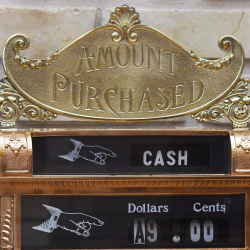 AMOUNT
PURCHASED
CASH
Dollars Cents
A9 .00